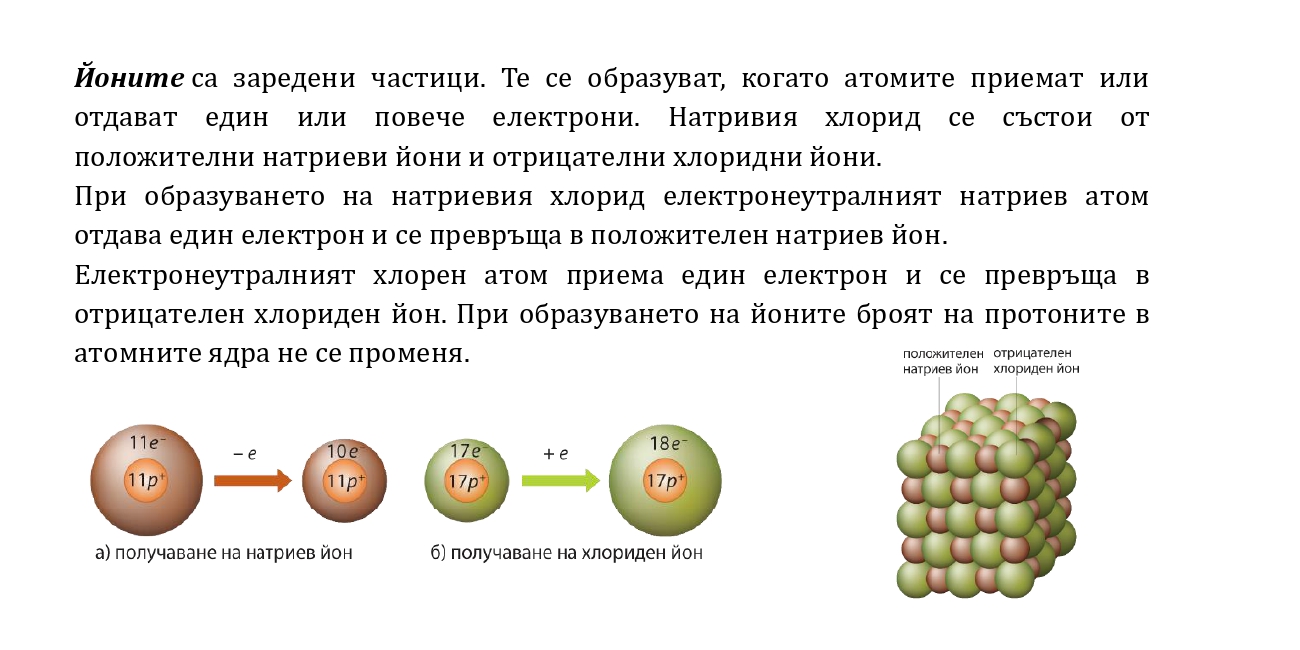 Йоните са заредени частици. Те се образуват, когато атомите приемат или
отдават един или повече електрони. Натривия хлорид се състои от
положителни натриеви йони и отрицателни хлоридни йони.
При образуването на натриевия хлорид електронеутралният натриев атом
отдава един електрон и се превръща в положителен натриев йон.
Електронеутралният хлорен атом приема един електрон и се превръща в
отрицателен хлориден йон. При образуването на йоните броят на протоните в
атомните ядра не се променя.
положителен отрицателен
натриев йон хлориден йон
11e⁻ – e 10e⁻ 17e⁻ + e 18e⁻
11p⁺ 11p⁺ 17p⁺ 17p⁺
а) получаване на натриев йон б) получаване на хлориден йон